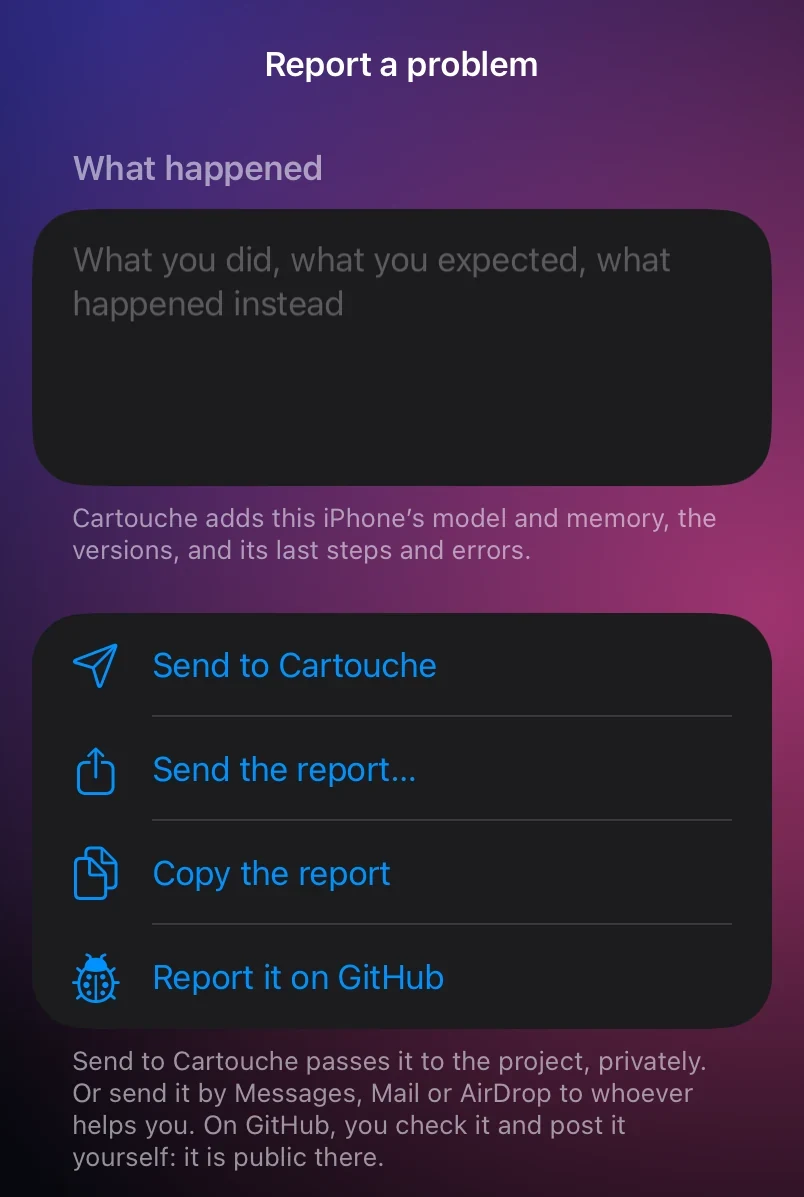 Report a problem
What happened
What you did, what you expected, what
happened instead
Cartouche adds this iPhone’s model and memory, the
versions, and its last steps and errors.
Send to Cartouche
Send the report...
Copy the report
Report it on GitHub
Send to Cartouche passes it to the project, privately.
Or send it by Messages, Mail or AirDrop to whoever
helps you. On GitHub, you check it and post it
yourself: it is public there.